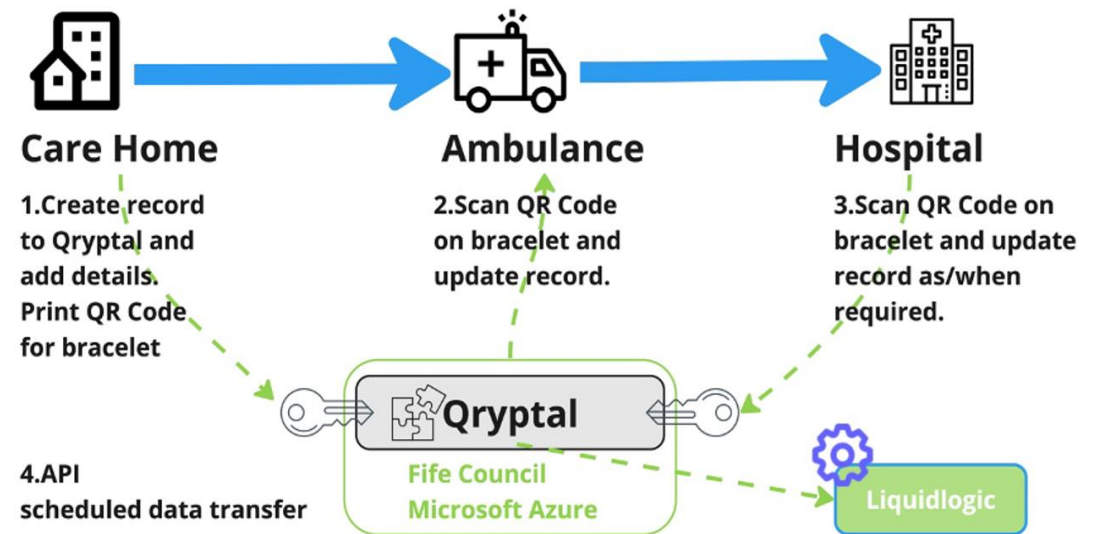 Care Home
1.Create record
to Qryptal and
add details.
Print QR Code
for bracelet
Ambulance
2.Scan QR Code
on bracelet and
update record.
Hospital
3.Scan QR Code on
bracelet and update
record as/when
required.
Qryptal
Fife Council
Microsoft Azure
4.API
scheduled data transfer
Liquidlogic